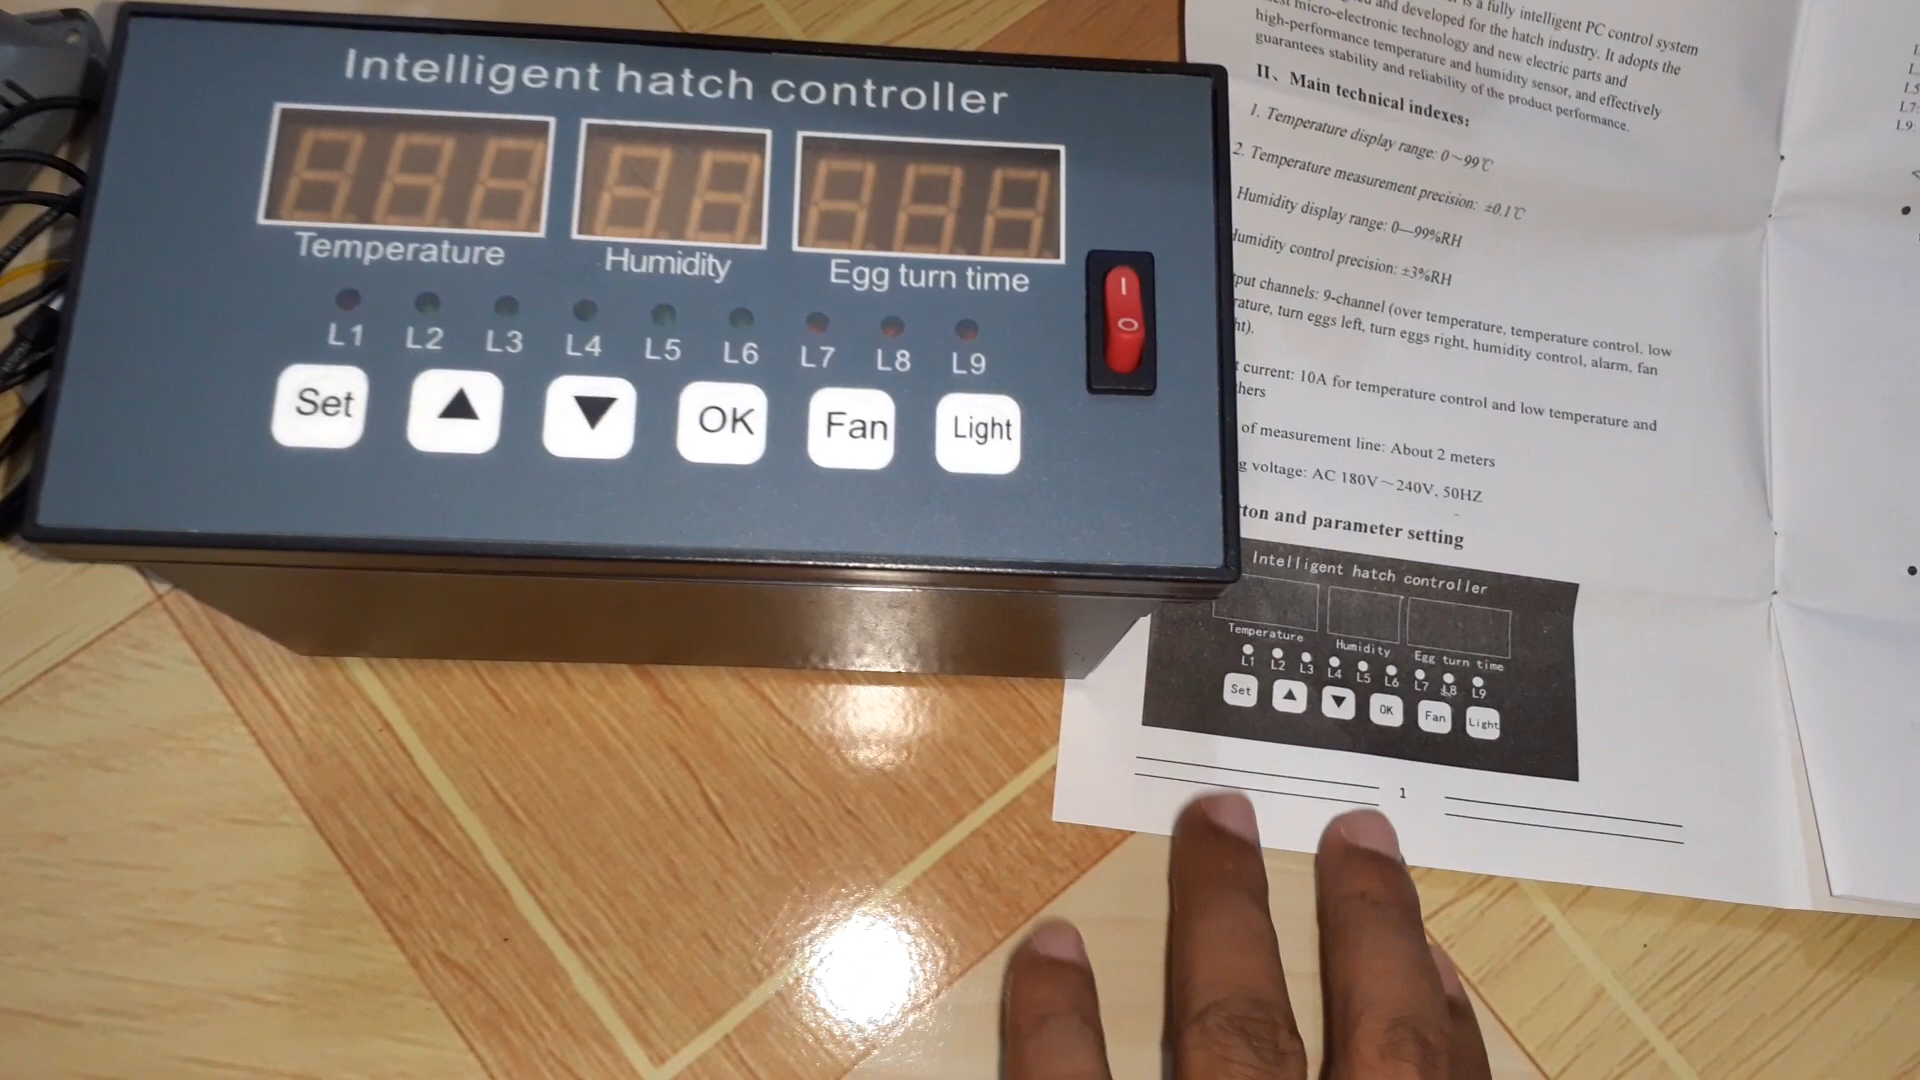 Intelligent hatch controller
Temperature
Humidity
Egg turn time
L1 L2 L3 L4 L5 L6 L7 L8 L9
Set ▲ ▼ OK Fan Light
I
O
is a fully intelligent PC control system
and developed for the hatch industry. It adopts the
micro-electronic technology and new electric parts and
high-performance temperature and humidity sensor, and effectively
guarantees stability and reliability of the product performance.
II、Main technical indexes:
1. Temperature display range: 0～99℃
2. Temperature measurement precision: ±0.1℃
Humidity display range: 0—99%RH
Humidity control precision: ±3%RH
channels: 9-channel (over temperature, temperature control, low
turn eggs left, turn eggs right, humidity control, alarm, fan
current: 10A for temperature control and low temperature and
of measurement line: About 2 meters
voltage: AC 180V～240V, 50HZ
and parameter setting
Intelligent hatch controller
Temperature
Humidity
Egg turn time
L1 L2 L3 L4 L5 L6 L7 L8 L9
Set ▲ ▼ OK Fan Light
1
L5
L7:
L9: